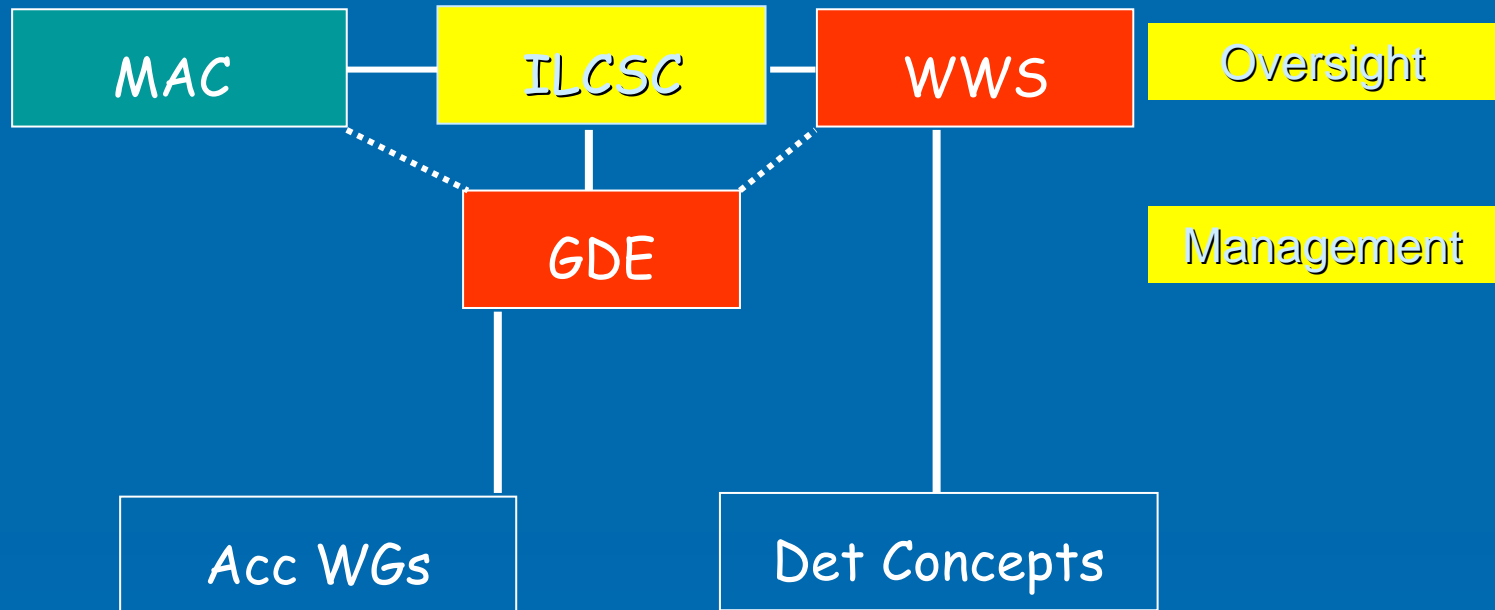 MAC
ILCSC
WWS
Oversight
GDE
Management
Acc WGs
Det Concepts